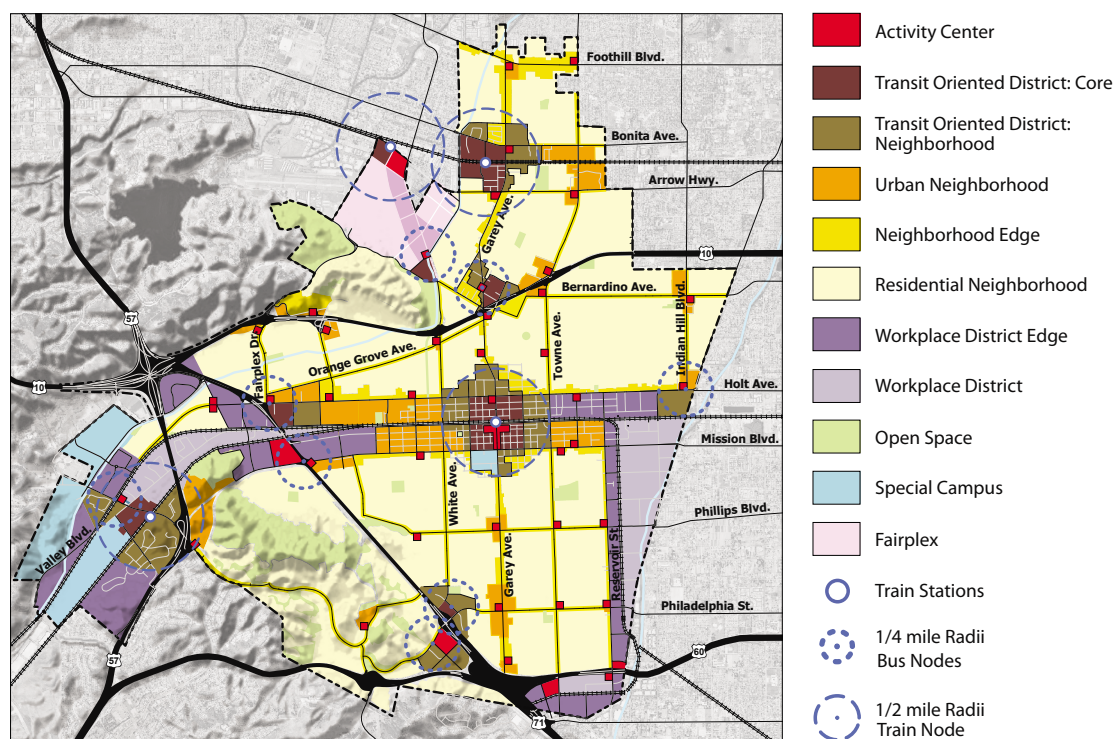 Foothill Blvd.
Bonita Ave.
Arrow Hwy.
Garey Ave.
10
Bernardino Ave.
57
Fairplex Dr.
Orange Grove Ave.
Towne Ave.
Indian Hill Blvd.
10
Holt Ave.
Mission Blvd.
White Ave.
Phillips Blvd.
Valley Blvd.
Garey Ave.
Reservoir St.
Philadelphia St.
57
60
71
Activity Center
Transit Oriented District: Core
Transit Oriented District:
Neighborhood
Urban Neighborhood
Neighborhood Edge
Residential Neighborhood
Workplace District Edge
Workplace District
Open Space
Special Campus
Fairplex
Train Stations
1/4 mile Radii
Bus Nodes
1/2 mile Radii
Train Node